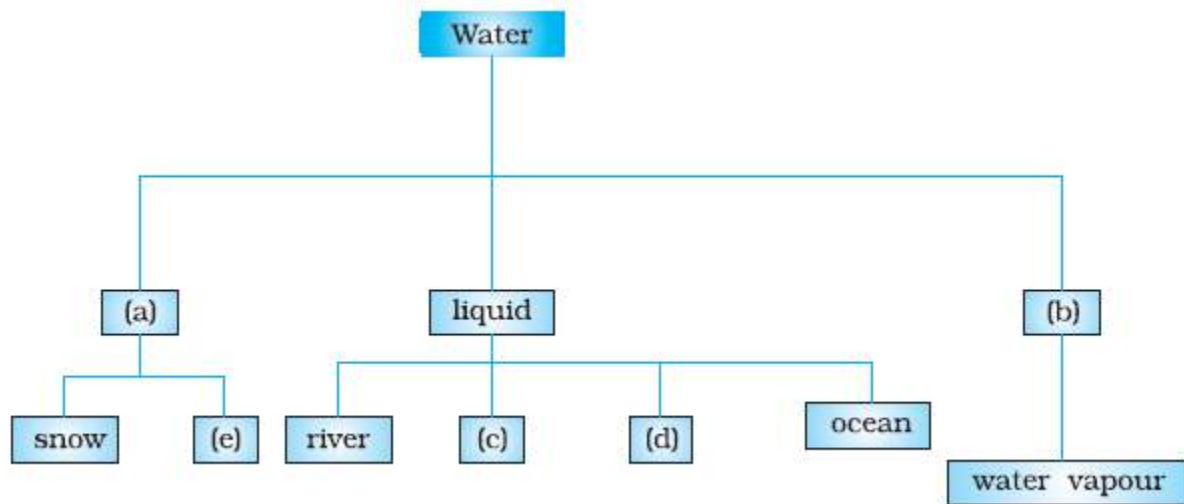 Water
(a)
liquid
(b)
snow
(e)
river
(c)
(d)
ocean
water vapour